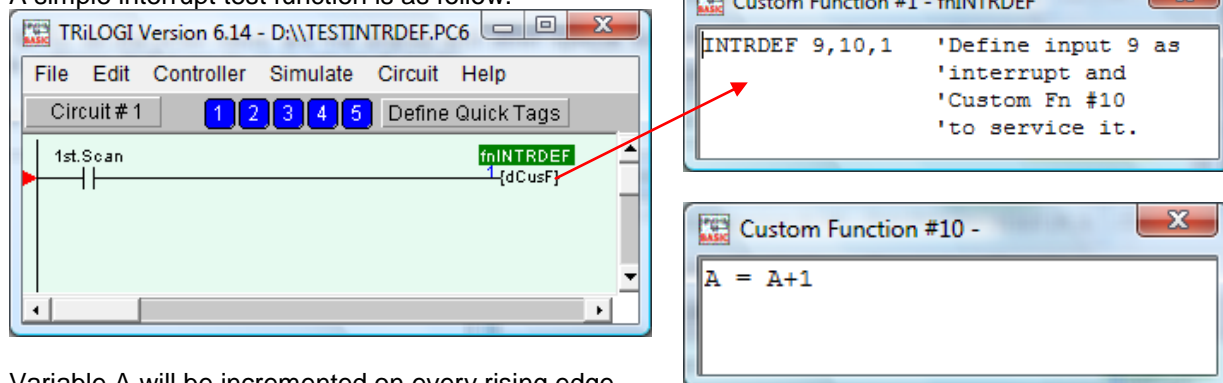 A simple interrupt test function is as follow:
TRiLOGI Version 6.14 - D:\\TESTINTRDEF.PC6
File Edit Controller Simulate Circuit Help
Circuit # 1 1 2 3 4 5 Define Quick Tags
1st.Scan
fnINTRDEF
1 {dCusF}
Custom Function #1 - fnINTRDEF
INTRDEF 9,10,1 'Define input 9 as
'interrupt and
'Custom Fn #10
'to service it.
Custom Function #10 -
A = A+1
Variable A will be incremented on every rising edge